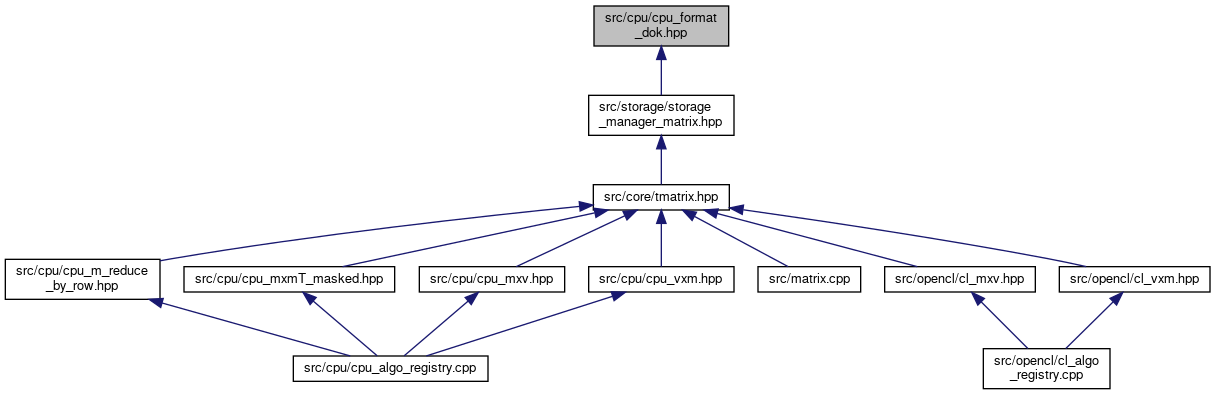 src/cpu/cpu_format
_dok.hpp
src/storage/storage
_manager_matrix.hpp
src/core/tmatrix.hpp
src/cpu/cpu_m_reduce
_by_row.hpp
src/cpu/cpu_mxmT_masked.hpp
src/cpu/cpu_mxv.hpp
src/cpu/cpu_vxm.hpp
src/matrix.cpp
src/opencl/cl_mxv.hpp
src/opencl/cl_vxm.hpp
src/cpu/cpu_algo_registry.cpp
src/opencl/cl_algo
_registry.cpp